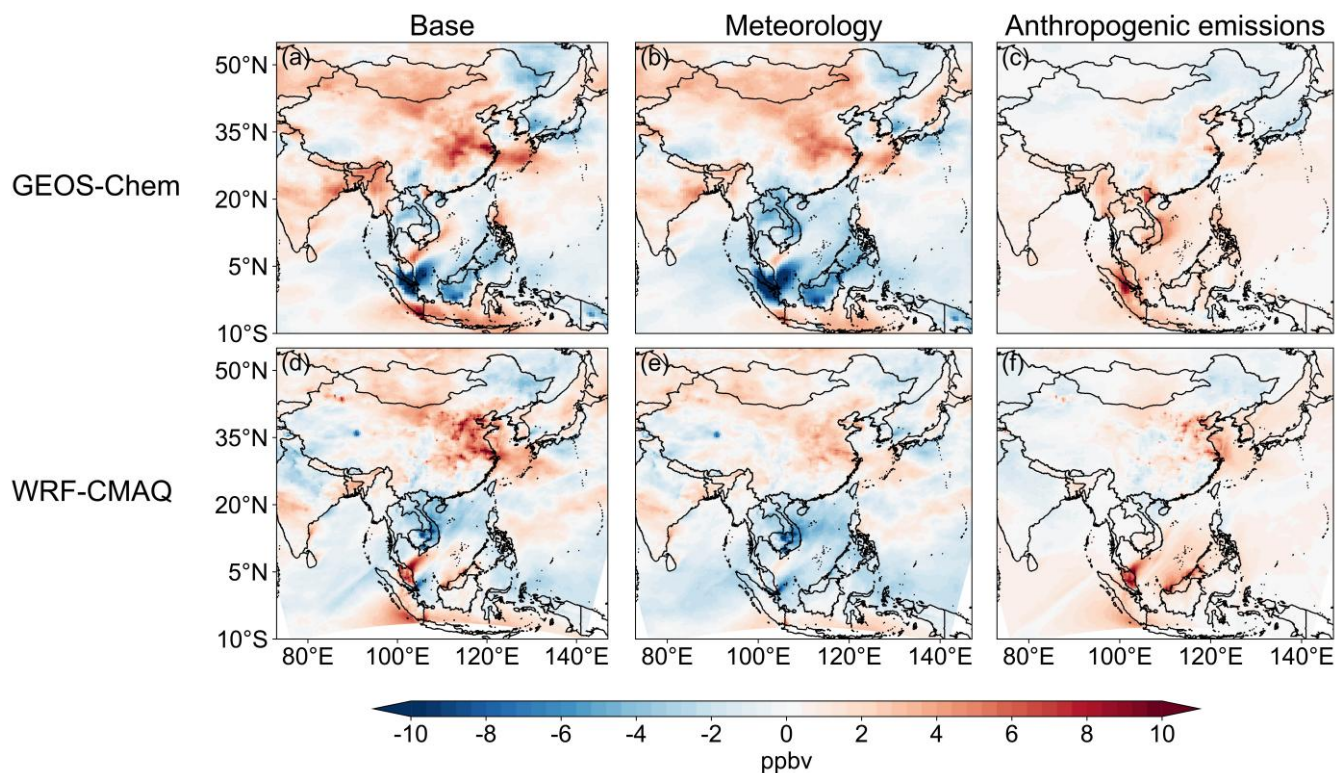 Base Meteorology Anthropogenic emissions
(a) (b) (c)
50°N
35°N
20°N
5°N
10°S
GEOS-Chem
(d) (e) (f)
50°N
35°N
20°N
5°N
10°S
WRF-CMAQ
80°E 100°E 120°E 140°E 80°E 100°E 120°E 140°E 80°E 100°E 120°E 140°E
-10 -8 -6 -4 -2 0 2 4 6 8 10
ppbv